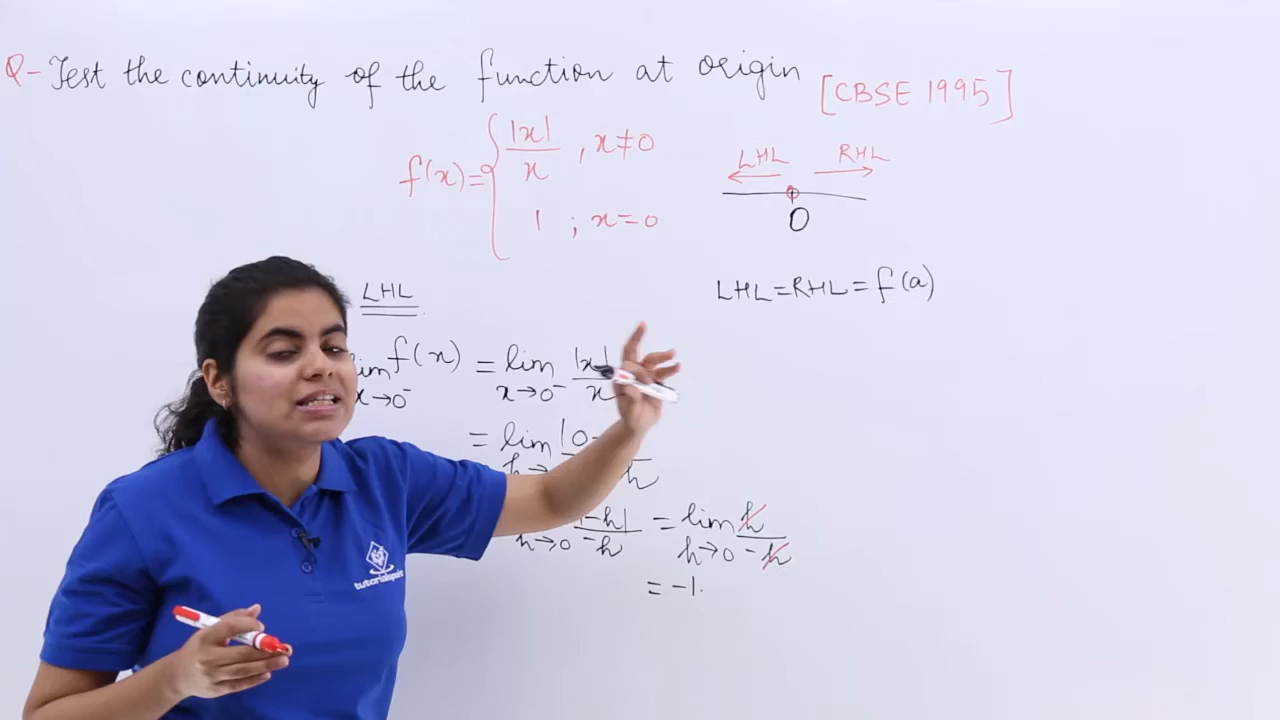 Q- Test the continuity of the function at origin [CBSE 1995]
f(x)= { |x|/x , x≠0
1 ; x=0
LHL RHL
0
LHL=RHL=f(a)
LHL
lim x→0⁻ f(x) = lim x→0⁻ |x|/x
= lim h→ |0- h
|-h|/-h h→0 = lim h→0 h/-h
= -1.
tutorialspoint